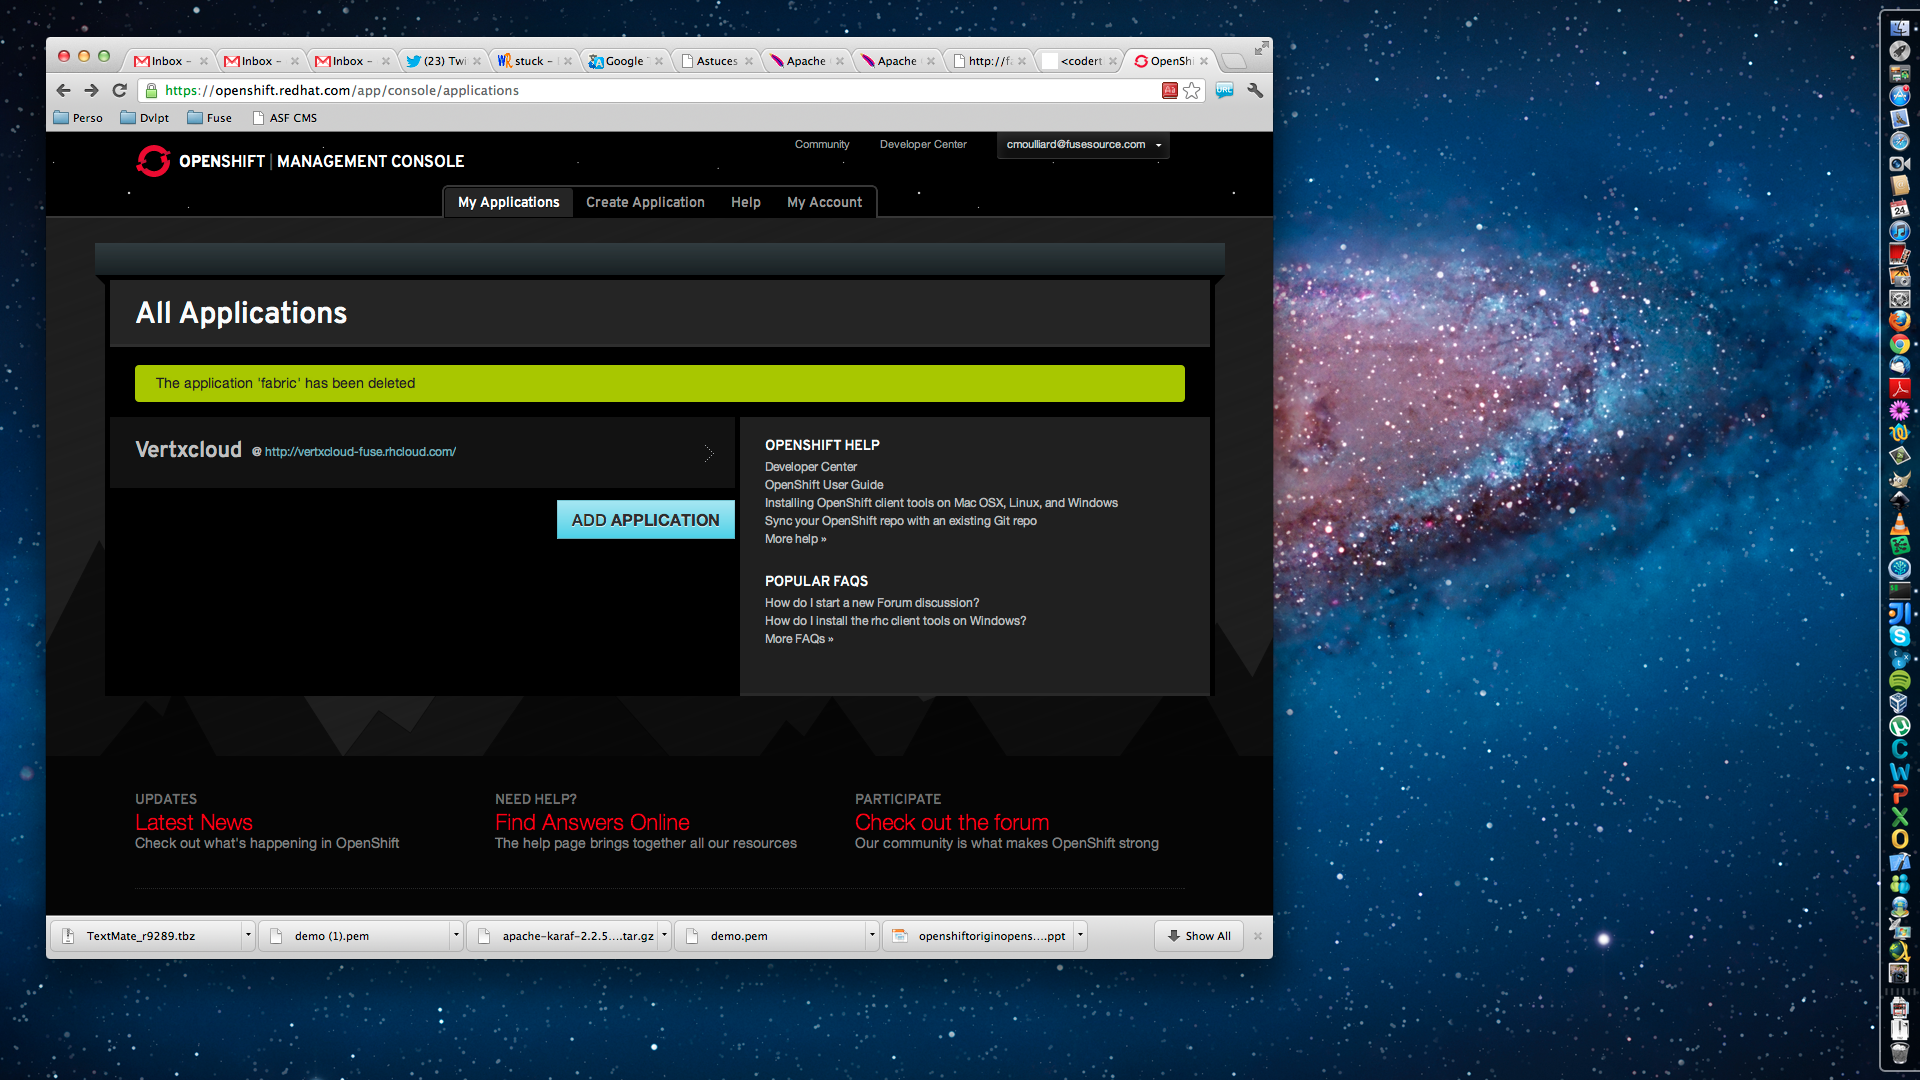 Inbox –
Inbox –
Inbox –
(23) Twi
stuck –
Google
Astuces
Apache
Apache
http://f
<codert
OpenShi
https://openshift.redhat.com/app/console/applications
Perso
Dvlpt
Fuse
ASF CMS
Community
Developer Center
cmoulliard@fusesource.com
OPENSHIFT | MANAGEMENT CONSOLE
My Applications
Create Application
Help
My Account
All Applications
The application 'fabric' has been deleted
Vertxcloud @ http://vertxcloud-fuse.rhcloud.com/
ADD APPLICATION
OPENSHIFT HELP
Developer Center
OpenShift User Guide
Installing OpenShift client tools on Mac OSX, Linux, and Windows
Sync your OpenShift repo with an existing Git repo
More help »
POPULAR FAQS
How do I start a new Forum discussion?
How do I install the rhc client tools on Windows?
More FAQs »
UPDATES
Latest News
Check out what's happening in OpenShift
NEED HELP?
Find Answers Online
The help page brings together all our resources
PARTICIPATE
Check out the forum
Our community is what makes OpenShift strong
TextMate_r9289.tbz
demo (1).pem
apache-karaf-2.2.5....tar.gz
demo.pem
openshiftoriginopens....ppt
Show All
24